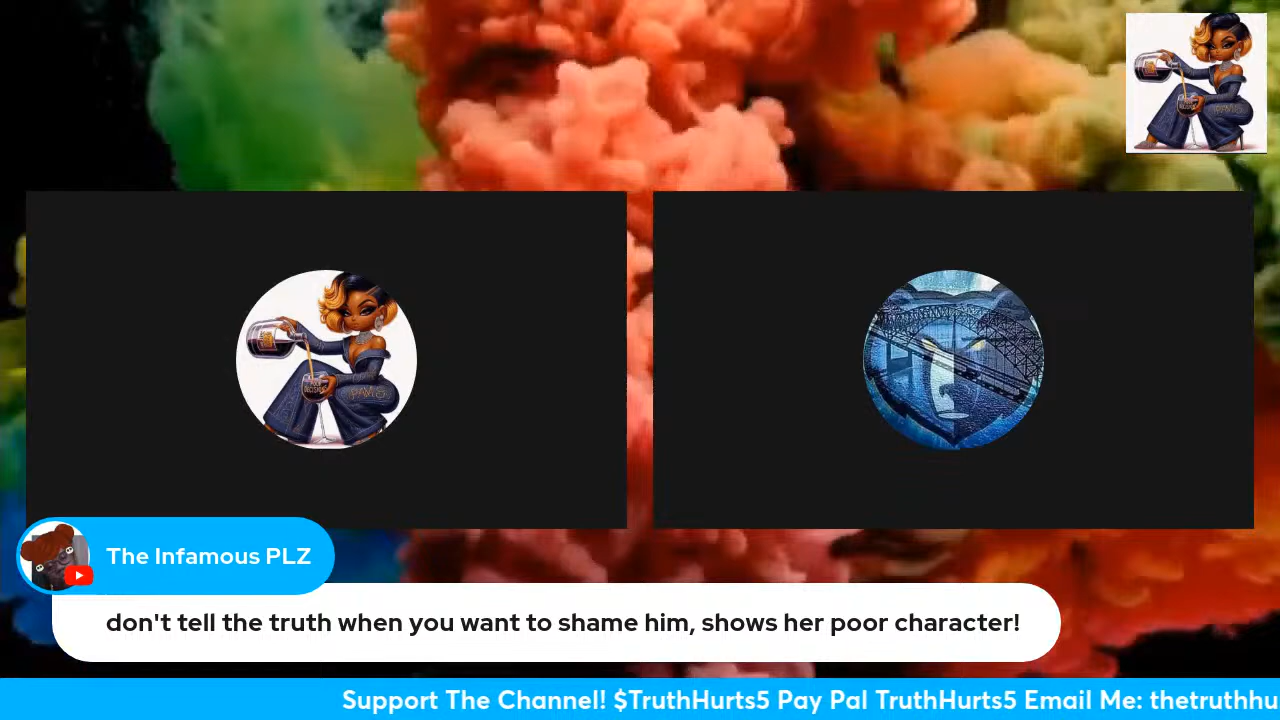 The Infamous PLZ
don't tell the truth when you want to shame him, shows her poor character!
Support The Channel! $TruthHurts5 Pay Pal TruthHurts5 Email Me: thetruthhu